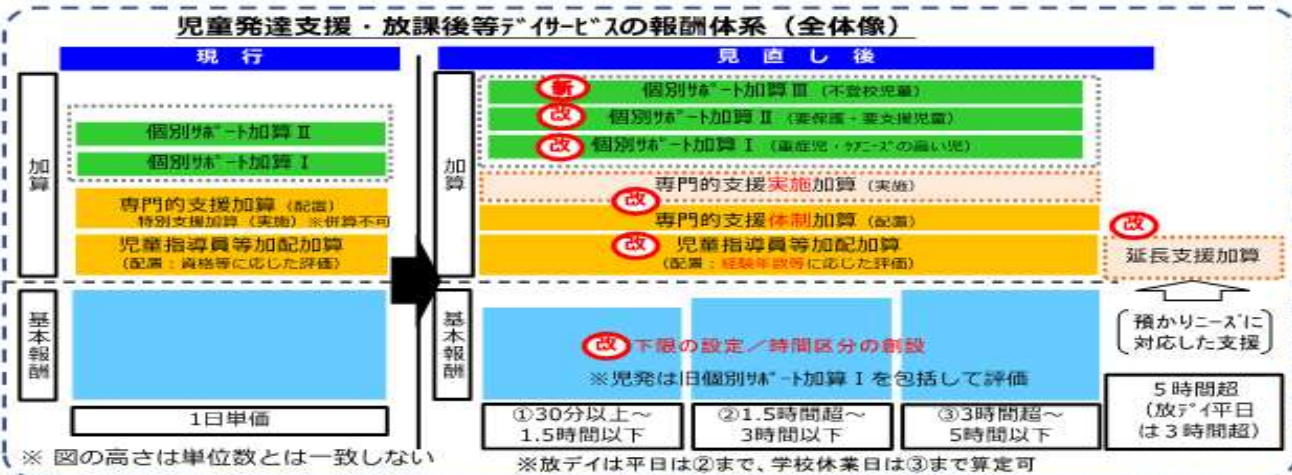 児童発達支援・放課後等ﾃﾞｲｻｰﾋﾞｽの報酬体系(全体像)
現 行
見 直 し 後
加算
個別ｻﾎﾟｰﾄ加算Ⅱ
個別ｻﾎﾟｰﾄ加算Ⅰ
専門的支援加算(配置)
特別支援加算(実施)※併算不可
児童指導員等加配加算
(配置:資格等に応じた評価)
基本報酬
1日単価
※ 図の高さは単位数とは一致しない
加算
新 個別ｻﾎﾟｰﾄ加算Ⅲ(不登校児童)
改 個別ｻﾎﾟｰﾄ加算Ⅱ(要保護・要支援児童)
改 個別ｻﾎﾟｰﾄ加算Ⅰ(重症児・ｹｱﾆｰｽﾞの高い児)
専門的支援実施加算(実施)
改
専門的支援体制加算(配置)
改 児童指導員等加配加算
(配置:経験年数等に応じた評価)
改
延長支援加算
基本報酬
改 下限の設定/時間区分の創設
※児発は旧個別ｻﾎﾟｰﾄ加算Ⅰを包括して評価
預かりﾆｰｽﾞに
対応した支援
①30分以上~
1.5時間以下
②1.5時間超~
3時間以下
③3時間超~
5時間以下
5時間超
(放ﾃﾞｲ平日
は3時間超)
※放デイは平日は②まで、学校休業日は③まで算定可